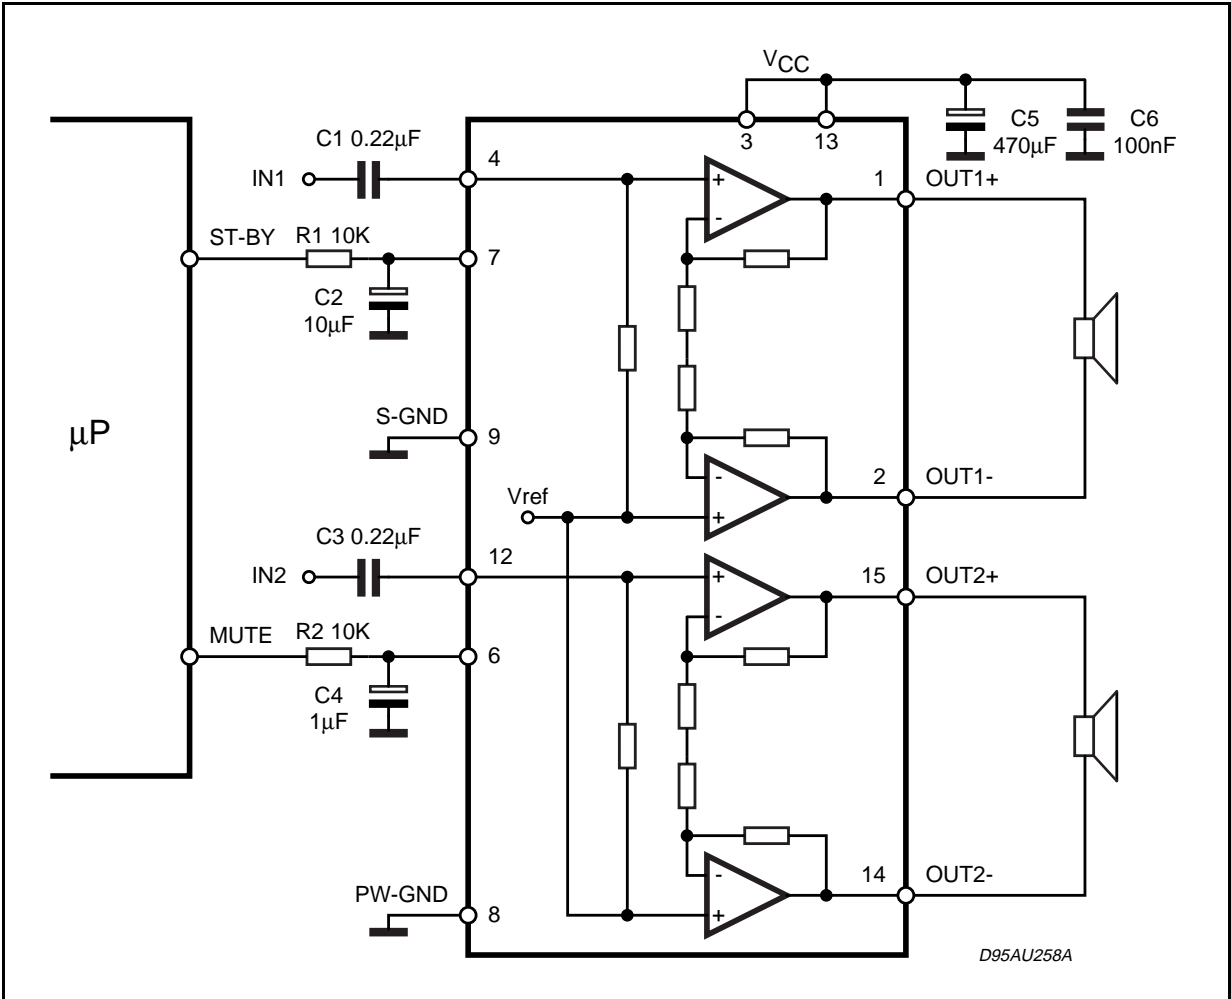 VCC
C1 0.22μF
4
3
13
C5
470μF
C6
100nF
IN1
+
-
1
OUT1+
ST-BY
R1 10K
7
C2
10μF
S-GND
9
μP
Vref
-
+
2
OUT1-
C3 0.22μF
12
IN2
+
-
15
OUT2+
MUTE
R2 10K
6
C4
1μF
PW-GND
8
-
+
14
OUT2-
D95AU258A